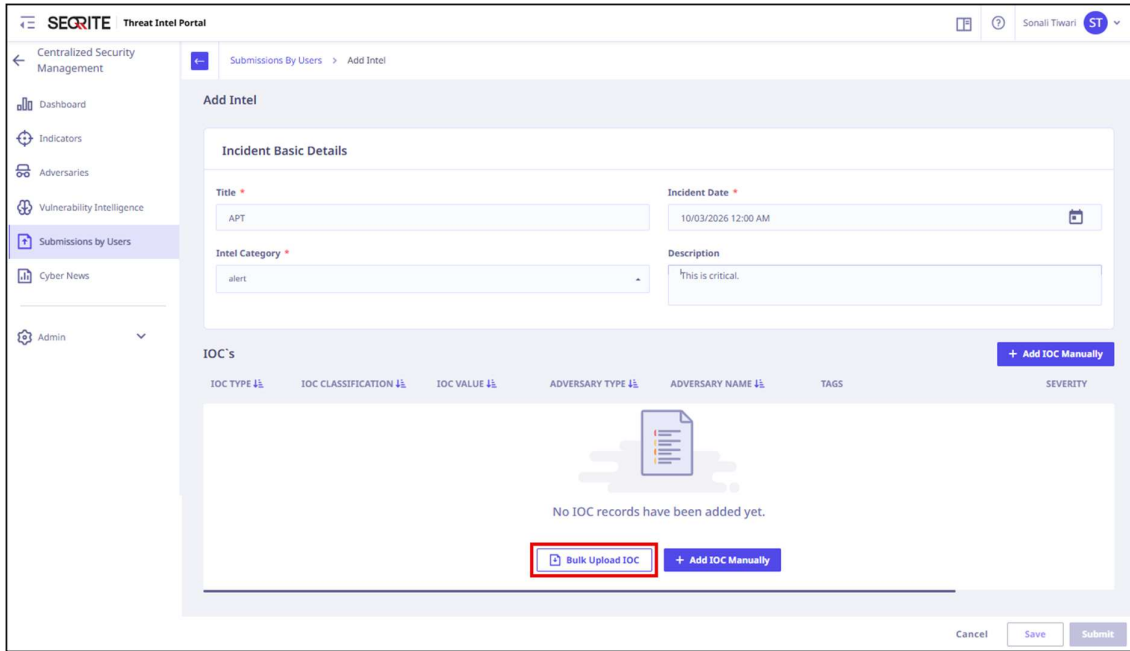 SEQRITE Threat Intel Portal
Sonali Tiwari ST
Centralized Security
Management
Submissions By Users > Add Intel
Dashboard
Indicators
Adversaries
Vulnerability Intelligence
Submissions by Users
Cyber News
Admin
Add Intel
Incident Basic Details
Title *
Incident Date *
APT
10/03/2026 12:00 AM
Intel Category *
Description
alert
This is critical.
IOC`s
+ Add IOC Manually
IOC TYPE IOC CLASSIFICATION IOC VALUE ADVERSARY TYPE ADVERSARY NAME TAGS SEVERITY
No IOC records have been added yet.
Bulk Upload IOC + Add IOC Manually
Cancel Save Submit